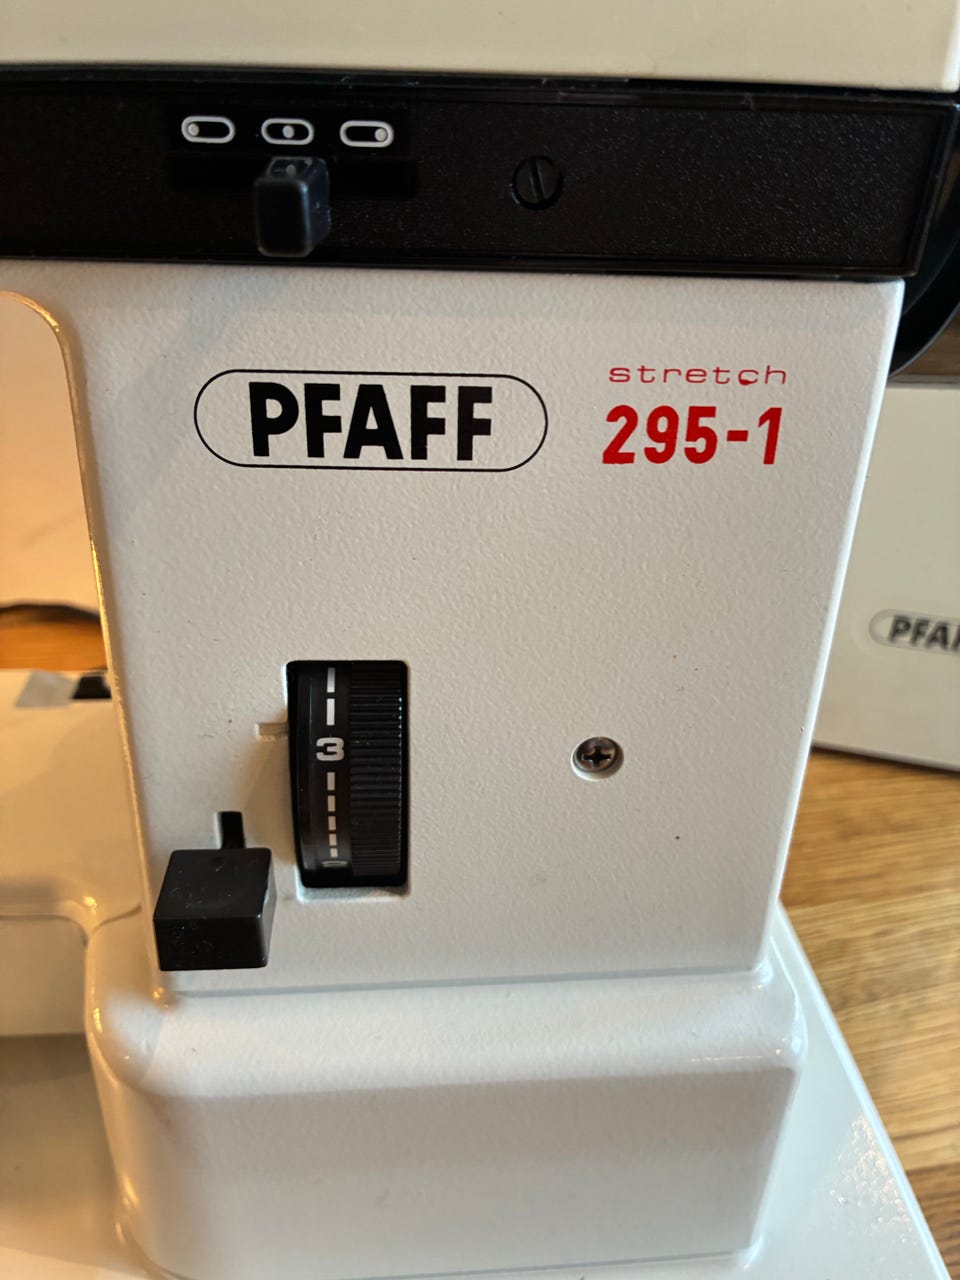 PFAFF
stretch
295-1
3